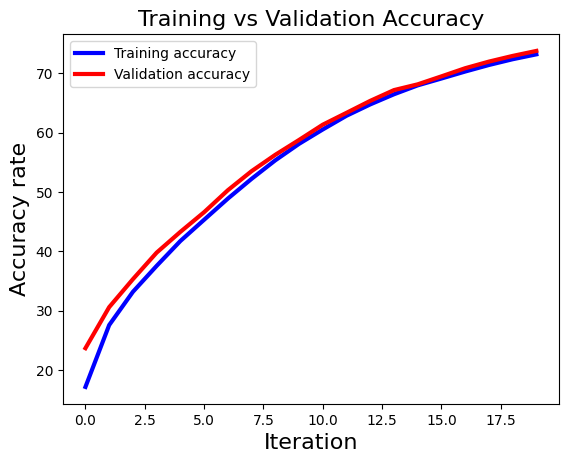 Training vs Validation Accuracy
Training accuracy
Validation accuracy
Accuracy rate
70
60
50
40
30
20
0.0 2.5 5.0 7.5 10.0 12.5 15.0 17.5
Iteration